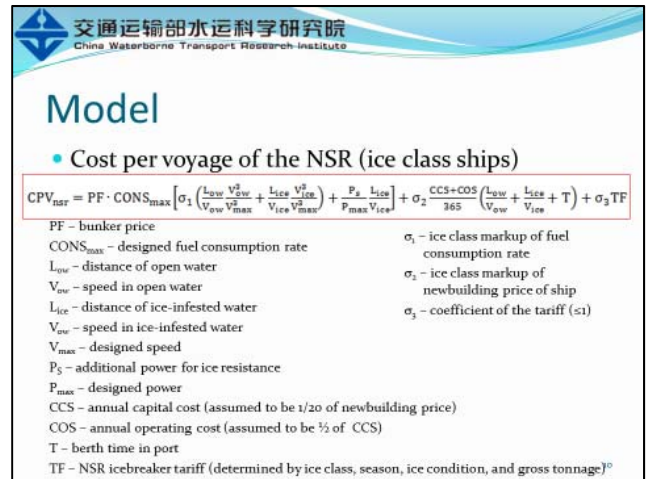 交通运输部水运科学研究院
China Waterborne Transport Research Institute
Model
• Cost per voyage of the NSR (ice class ships)
CPV_nsr = PF · CONS_max [σ₁ (L_ow/V_ow V_ow³/V_max³ + L_ice/V_ice V_ice³/V_max³) + P_s/P_max L_ice/V_ice] + σ₂ (CCS+COS)/365 (L_ow/V_ow + L_ice/V_ice + T) + σ₃TF
PF – bunker price
CONS_max – designed fuel consumption rate
L_ow – distance of open water
V_ow – speed in open water
L_ice – distance of ice-infested water
V_ow – speed in ice-infested water
V_max – designed speed
P_S – additional power for ice resistance
P_max – designed power
CCS – annual capital cost (assumed to be 1/20 of newbuilding price)
COS – annual operating cost (assumed to be ½ of CCS)
T – berth time in port
TF – NSR icebreaker tariff (determined by ice class, season, ice condition, and gross tonnage)
σ₁ – ice class markup of fuel
consumption rate
σ₂ – ice class markup of
newbuilding price of ship
σ₃ – coefficient of the tariff (≤1)
10